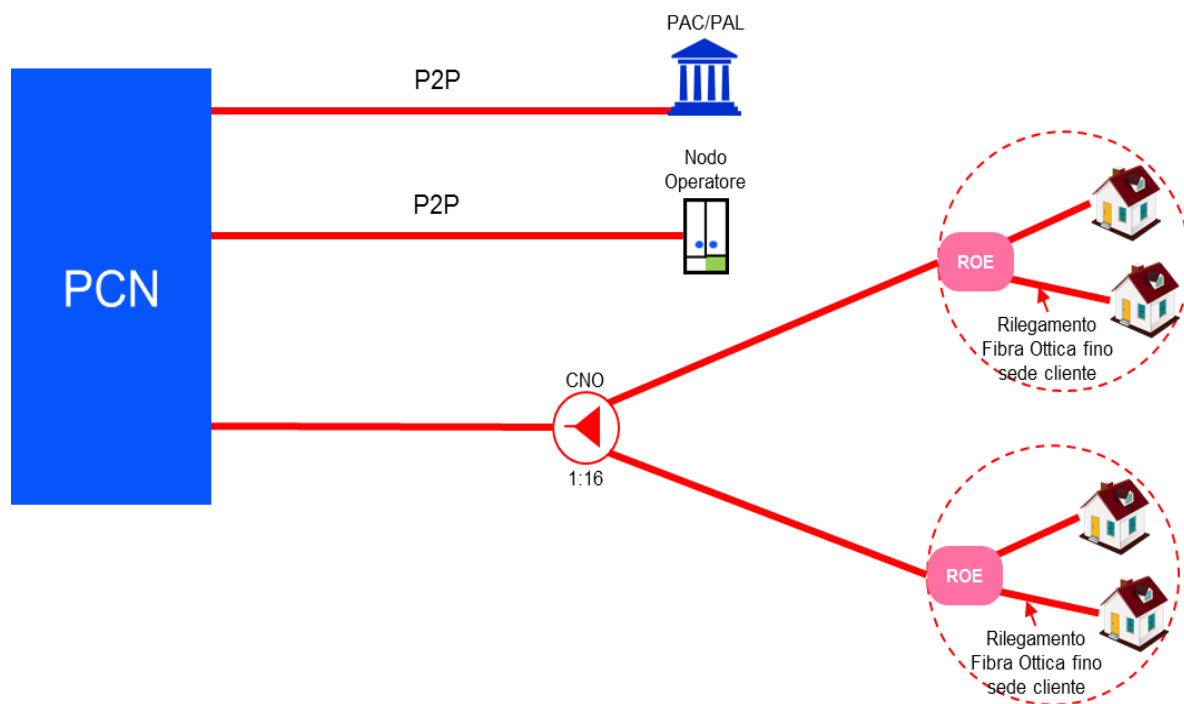 PAC/PAL
P2P
Nodo
Operatore
P2P
PCN
CNO
1:16
ROE
Rilegamento
Fibra Ottica fino
sede cliente
ROE
Rilegamento
Fibra Ottica fino
sede cliente